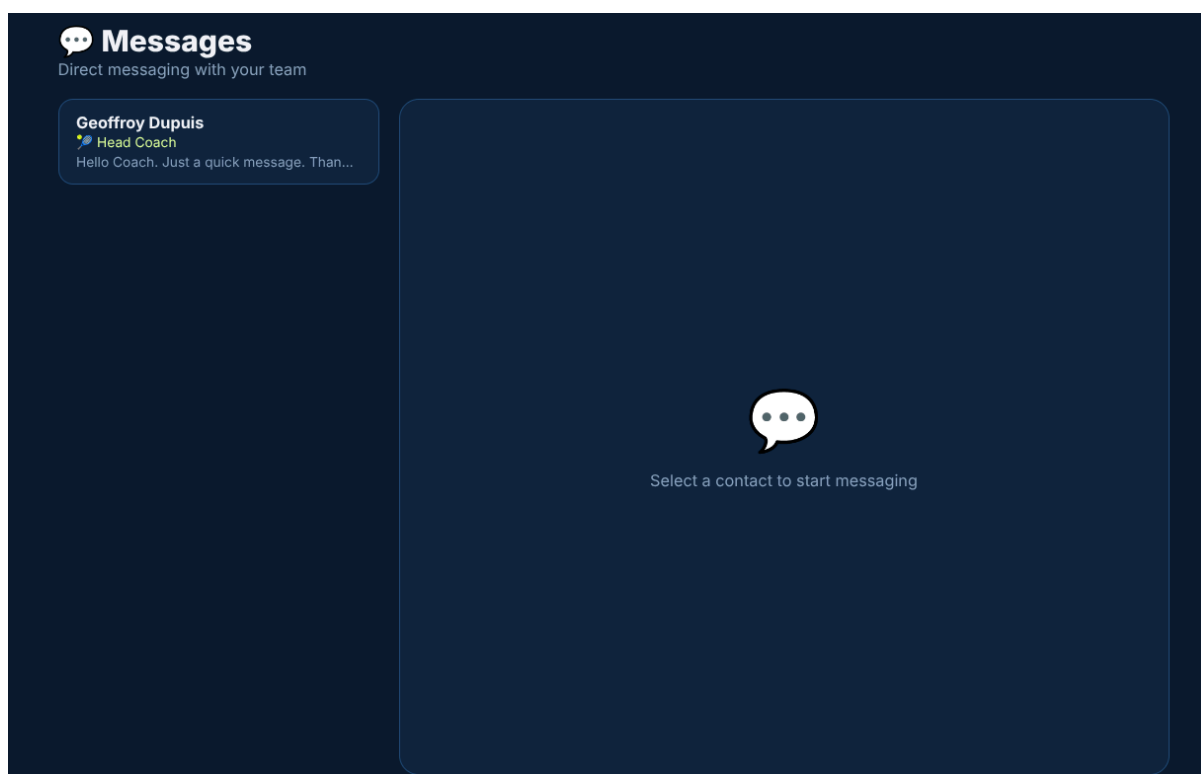 💬 Messages
Direct messaging with your team
Geoffroy Dupuis
🎾 Head Coach
Hello Coach. Just a quick message. Than...
Select a contact to start messaging